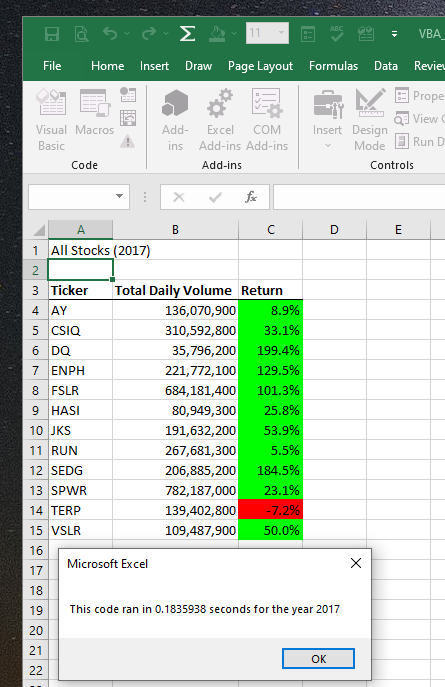 11
VBA_
File Home Insert Draw Page Layout Formulas Data Review
Visual Basic Macros Add-ins Excel Add-ins COM Add-ins Insert Design Mode Prope View C Run D
Code Add-ins Controls
fx
A B C D E
1 All Stocks (2017)
2
3 Ticker Total Daily Volume Return
4 AY 136,070,900 8.9%
5 CSIQ 310,592,800 33.1%
6 DQ 35,796,200 199.4%
7 ENPH 221,772,100 129.5%
8 FSLR 684,181,400 101.3%
9 HASI 80,949,300 25.8%
10 JKS 191,632,200 53.9%
11 RUN 267,681,300 5.5%
12 SEDG 206,885,200 184.5%
13 SPWR 782,187,000 23.1%
14 TERP 139,402,800 -7.2%
15 VSLR 109,487,900 50.0%
16
17 Microsoft Excel
18
19 This code ran in 0.1835938 seconds for the year 2017
20
21
22 OK